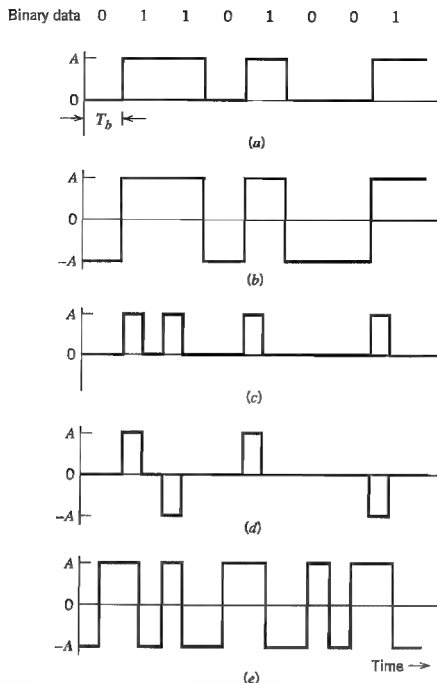 Binary data 0 1 1 0 1 0 0 1
A
0
T_b
(a)
A
0
−A
(b)
A
0
(c)
A
0
−A
(d)
A
0
−A
Time →
(e)